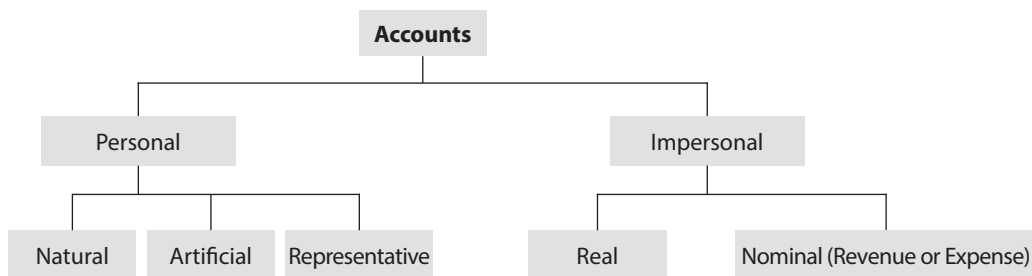 Accounts
Personal
Impersonal
Natural
Artificial
Representative
Real
Nominal (Revenue or Expense)